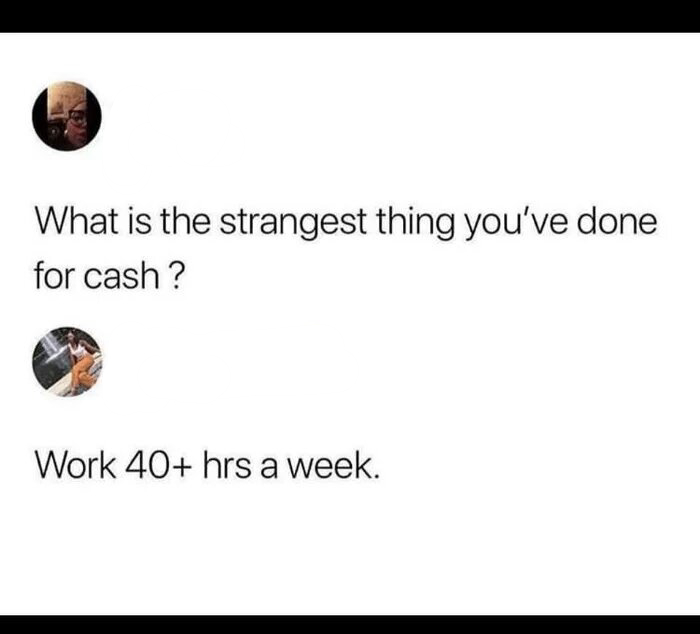 What is the strangest thing you've done
for cash ?
Work 40+ hrs a week.